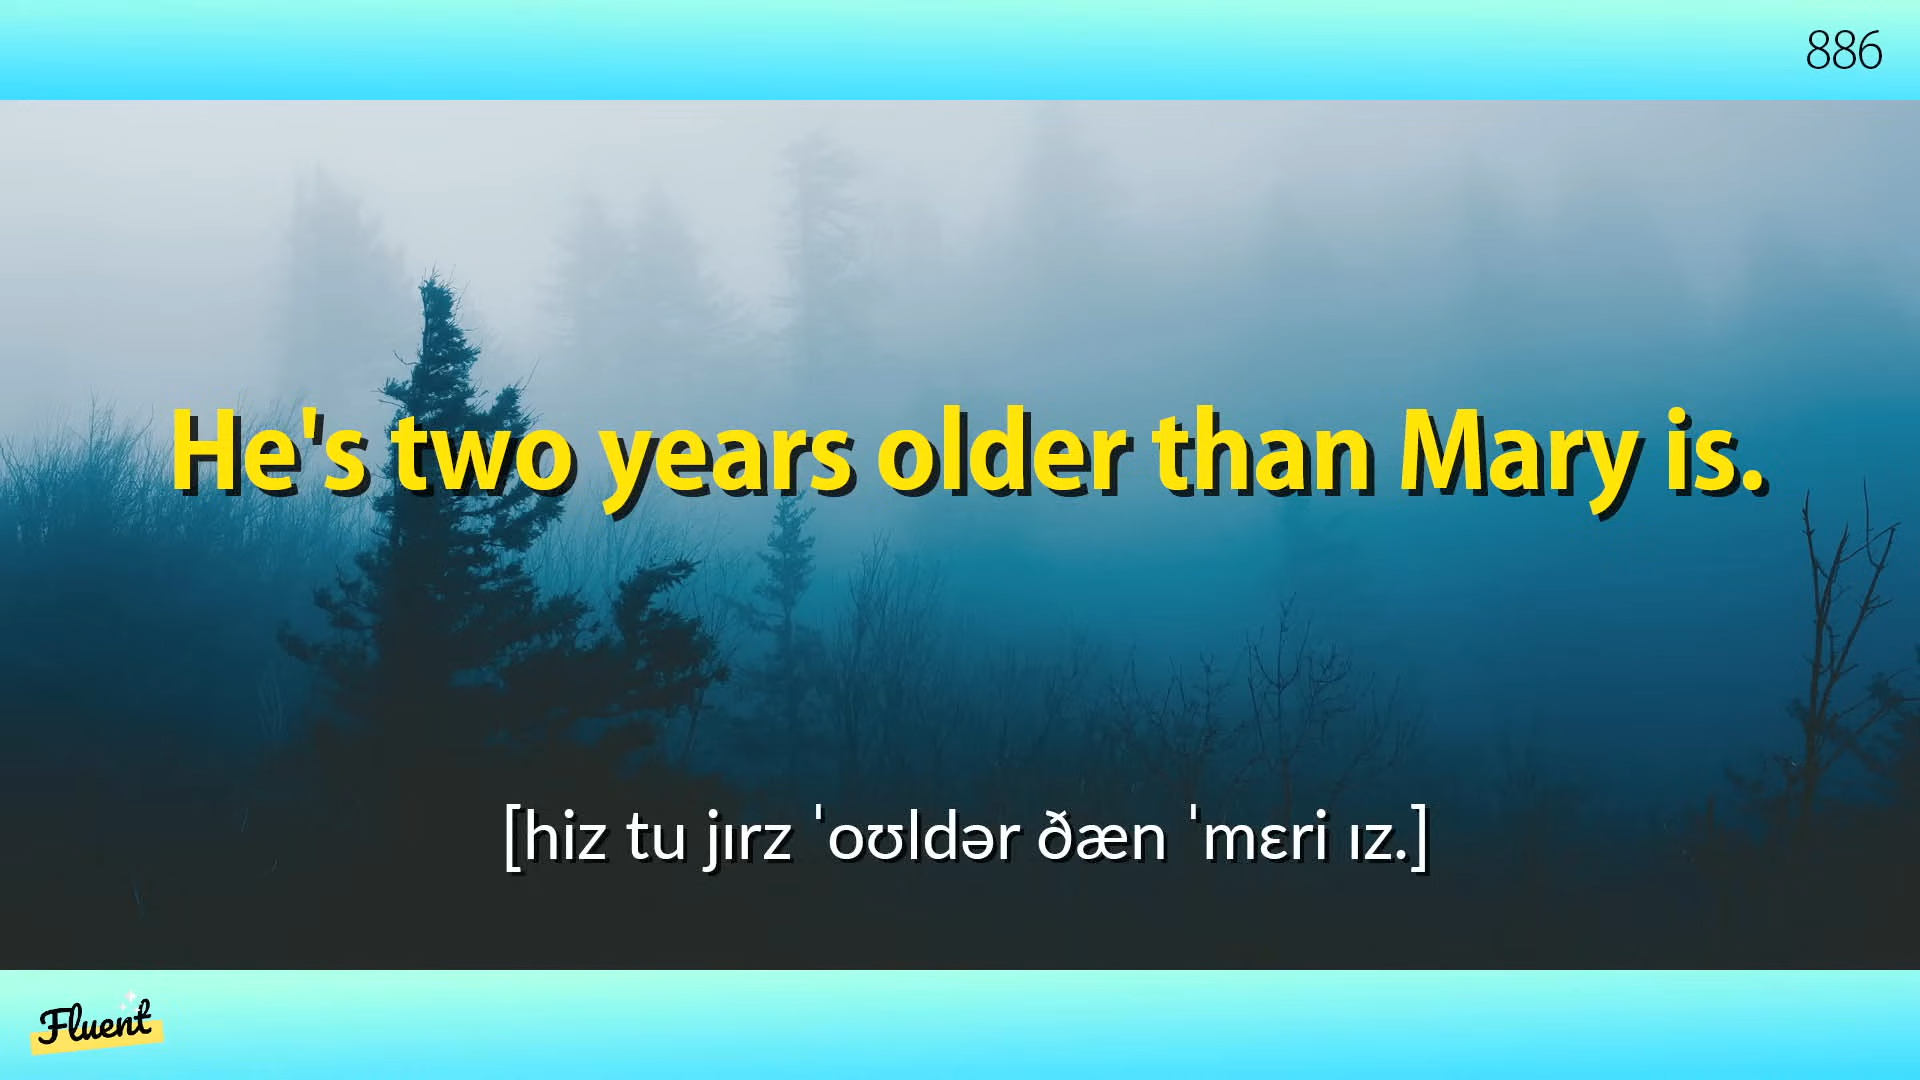 886
He's two years older than Mary is.
[hiz tu jɪrz ˈoʊldər ðæn ˈmɛri ɪz.]
Fluent